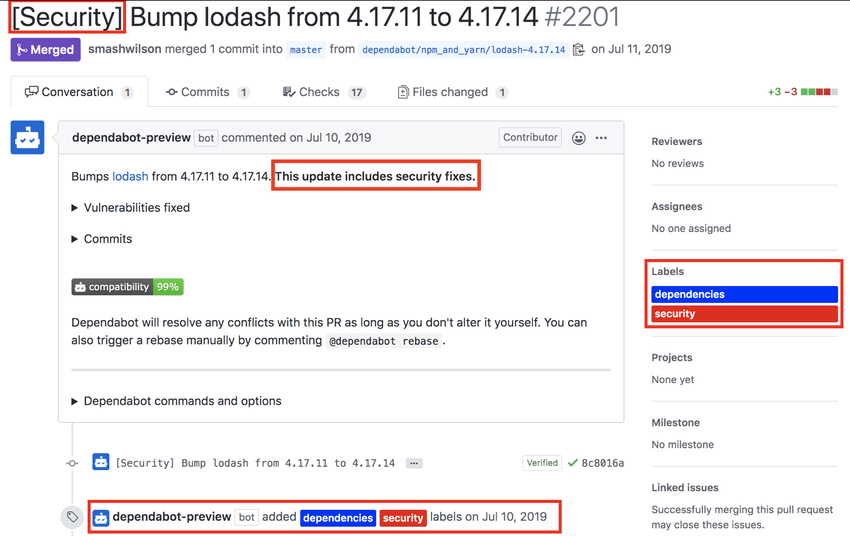 [Security] Bump lodash from 4.17.11 to 4.17.14 #2201
Merged smashwilson merged 1 commit into master from dependabot/npm_and_yarn/lodash-4.17.14 on Jul 11, 2019
Conversation 1 Commits 1 Checks 17 Files changed 1 +3 −3
dependabot-preview bot commented on Jul 10, 2019 Contributor
Bumps lodash from 4.17.11 to 4.17.14. This update includes security fixes.
Vulnerabilities fixed
Commits
compatibility 99%
Dependabot will resolve any conflicts with this PR as long as you don't alter it yourself. You can
also trigger a rebase manually by commenting @dependabot rebase.
Dependabot commands and options
[Security] Bump lodash from 4.17.11 to 4.17.14 ... Verified 8c8016a
dependabot-preview bot added dependencies security labels on Jul 10, 2019
Reviewers
No reviews
Assignees
No one assigned
Labels
dependencies
security
Projects
None yet
Milestone
No milestone
Linked issues
Successfully merging this pull request
may close these issues.